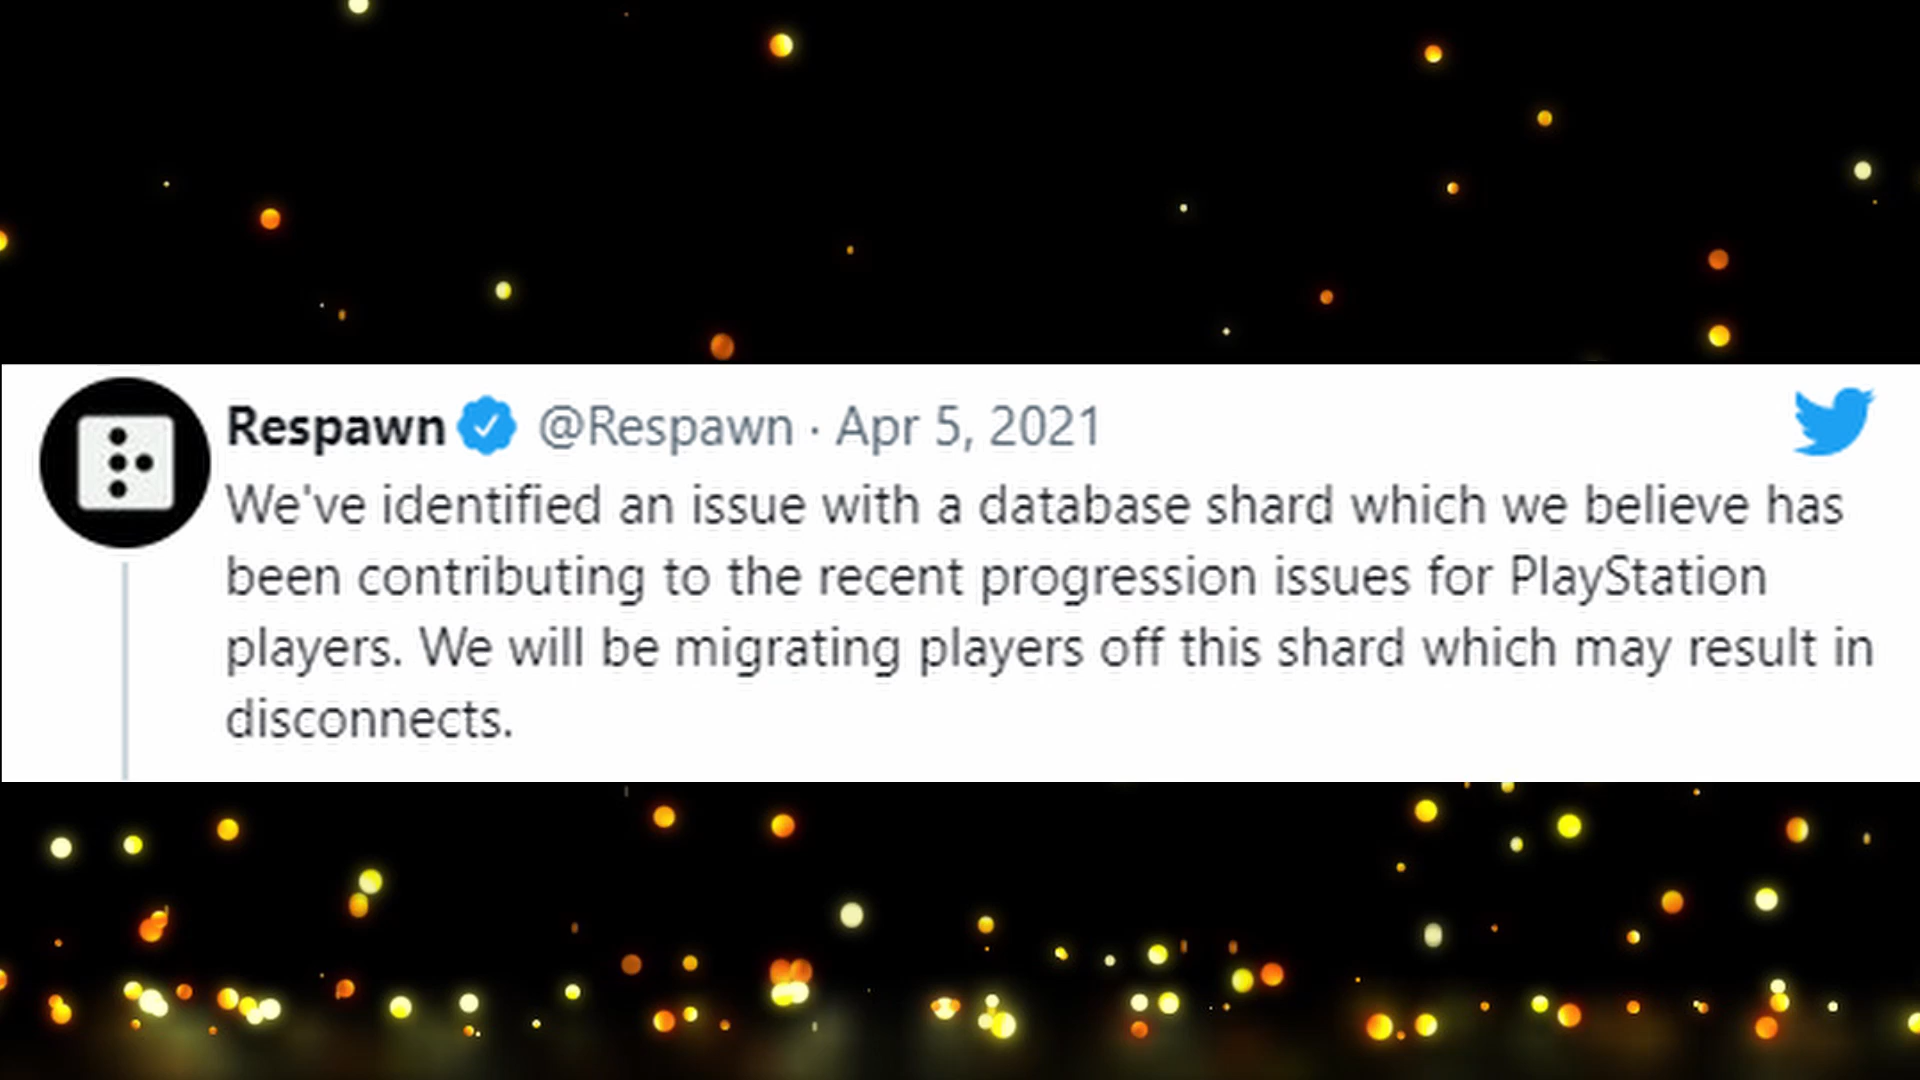 Respawn @Respawn · Apr 5, 2021
We've identified an issue with a database shard which we believe has
been contributing to the recent progression issues for PlayStation
players. We will be migrating players off this shard which may result in
disconnects.